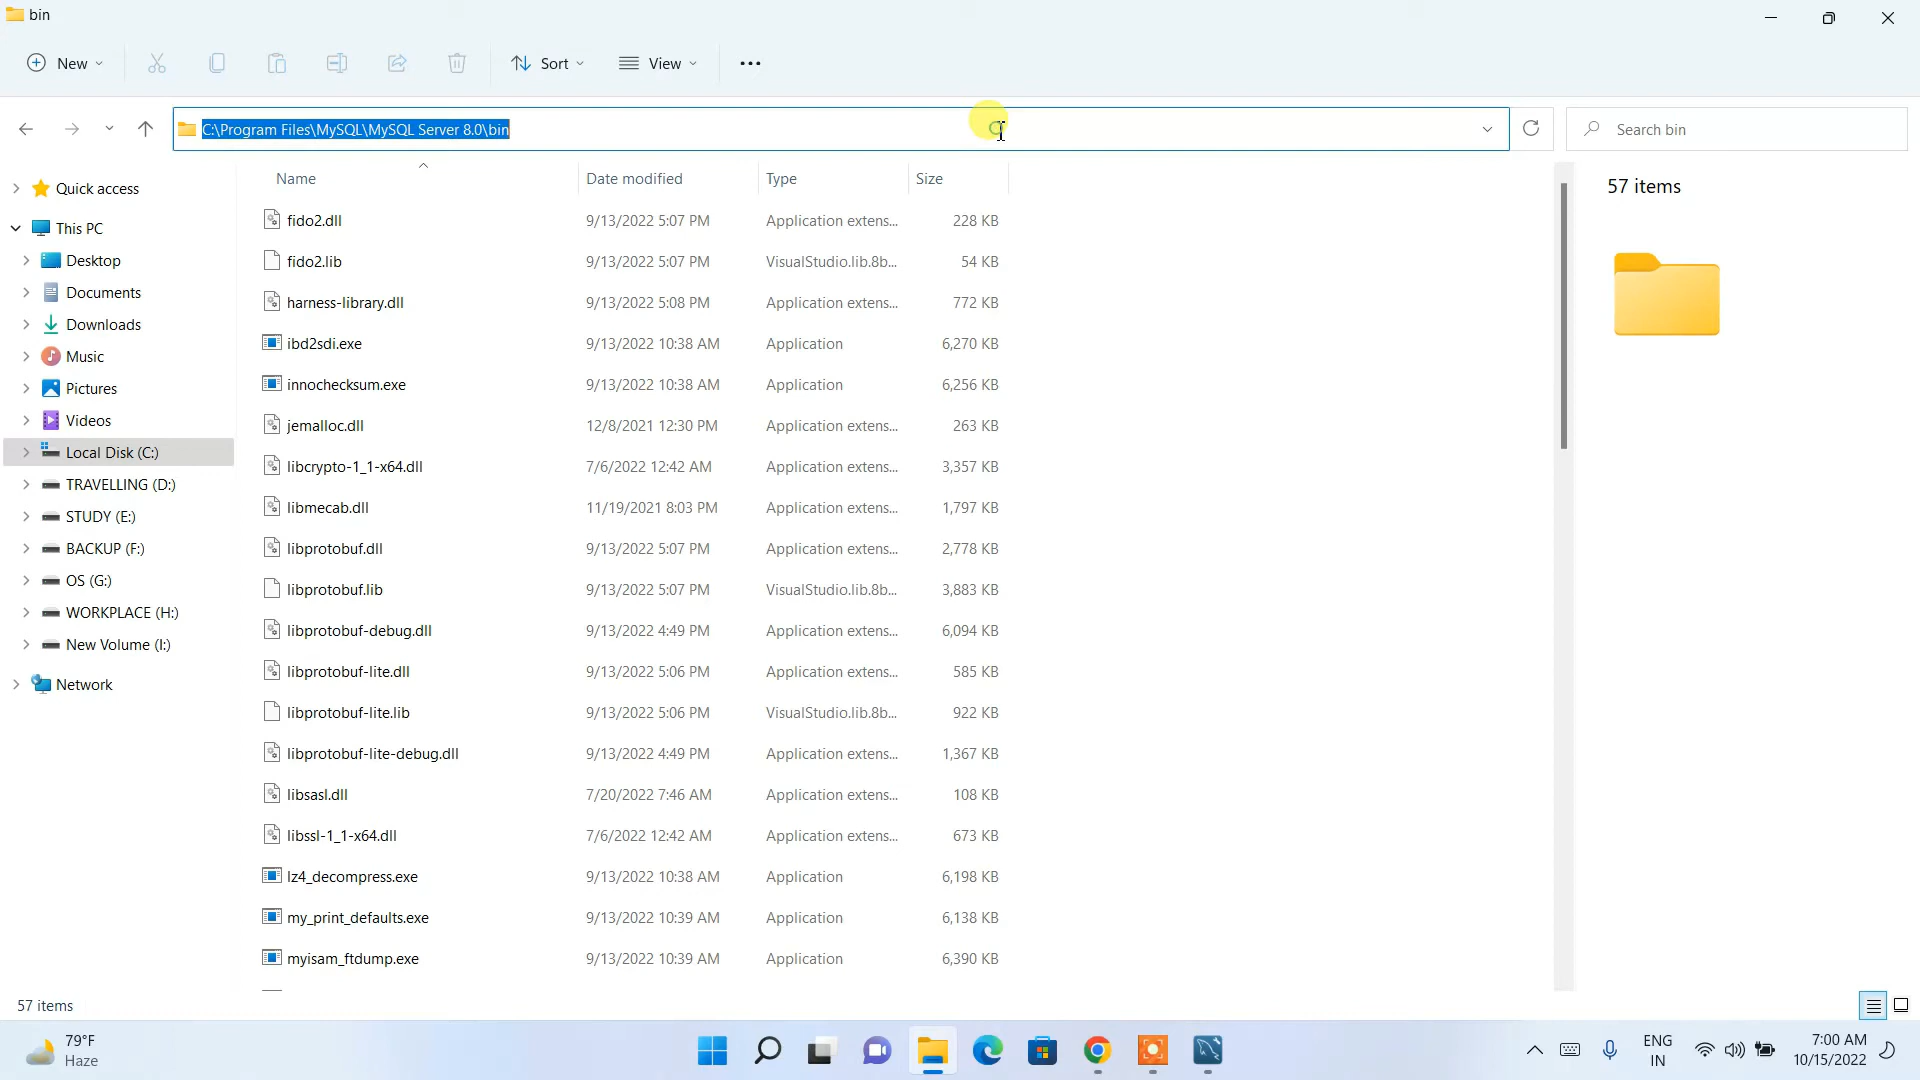 bin
New
Sort
View
C:\Program Files\MySQL\MySQL Server 8.0\bin
Search bin
Quick access
This PC
Desktop
Documents
Downloads
Music
Pictures
Videos
Local Disk (C:)
TRAVELLING (D:)
STUDY (E:)
BACKUP (F:)
OS (G:)
WORKPLACE (H:)
New Volume (I:)
Network
Name Date modified Type Size
fido2.dll 9/13/2022 5:07 PM Application extens... 228 KB
fido2.lib 9/13/2022 5:07 PM VisualStudio.lib.8b... 54 KB
harness-library.dll 9/13/2022 5:08 PM Application extens... 772 KB
ibd2sdi.exe 9/13/2022 10:38 AM Application 6,270 KB
innochecksum.exe 9/13/2022 10:38 AM Application 6,256 KB
jemalloc.dll 12/8/2021 12:30 PM Application extens... 263 KB
libcrypto-1_1-x64.dll 7/6/2022 12:42 AM Application extens... 3,357 KB
libmecab.dll 11/19/2021 8:03 PM Application extens... 1,797 KB
libprotobuf.dll 9/13/2022 5:07 PM Application extens... 2,778 KB
libprotobuf.lib 9/13/2022 5:07 PM VisualStudio.lib.8b... 3,883 KB
libprotobuf-debug.dll 9/13/2022 4:49 PM Application extens... 6,094 KB
libprotobuf-lite.dll 9/13/2022 5:06 PM Application extens... 585 KB
libprotobuf-lite.lib 9/13/2022 5:06 PM VisualStudio.lib.8b... 922 KB
libprotobuf-lite-debug.dll 9/13/2022 4:49 PM Application extens... 1,367 KB
libsasl.dll 7/20/2022 7:46 AM Application extens... 108 KB
libssl-1_1-x64.dll 7/6/2022 12:42 AM Application extens... 673 KB
lz4_decompress.exe 9/13/2022 10:38 AM Application 6,198 KB
my_print_defaults.exe 9/13/2022 10:39 AM Application 6,138 KB
myisam_ftdump.exe 9/13/2022 10:39 AM Application 6,390 KB
57 items
57 items
79°F
Haze
ENG
IN
7:00 AM
10/15/2022